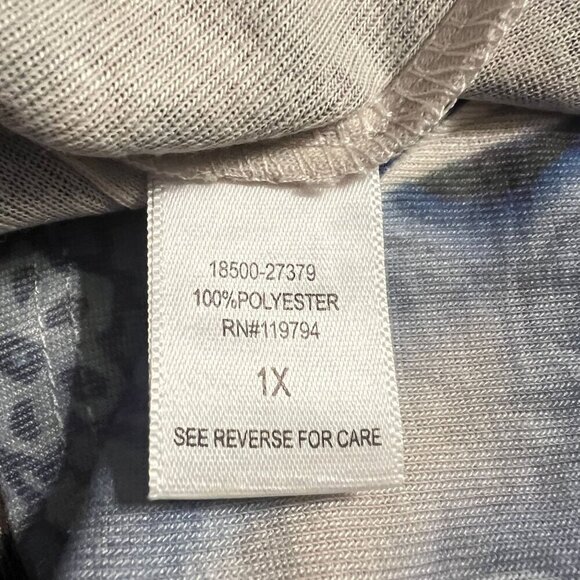 18500-27379
100%POLYESTER
RN#119794
1X
SEE REVERSE FOR CARE